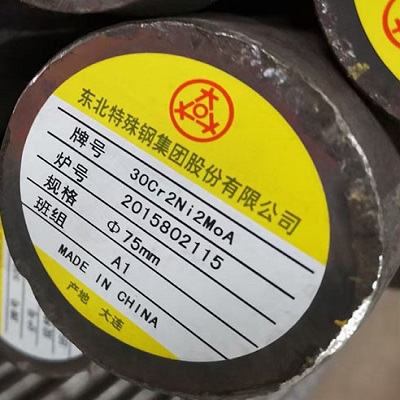 东北特殊钢集团股份有限公司
牌号 30Cr2Ni2MoA
炉号 2015802115
规格 Φ75mm
班组 A1
MADE IN CHINA
产地 大连